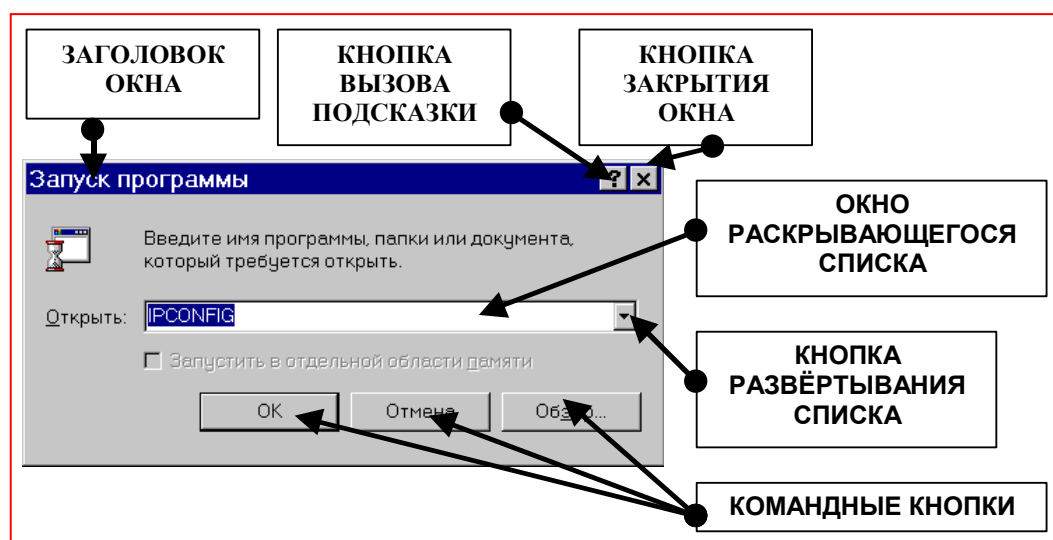 ЗАГОЛОВОК
ОКНА
КНОПКА
ВЫЗОВА
ПОДСКАЗКИ
КНОПКА
ЗАКРЫТИЯ
ОКНА
Запуск программы
Введите имя программы, папки или документа,
который требуется открыть.
Открыть: IPCONFIG
Запустить в отдельной области памяти
OK Отмена Обзор...
ОКНО
РАСКРЫВАЮЩЕГОСЯ
СПИСКА
КНОПКА
РАЗВЁРТЫВАНИЯ
СПИСКА
КОМАНДНЫЕ КНОПКИ